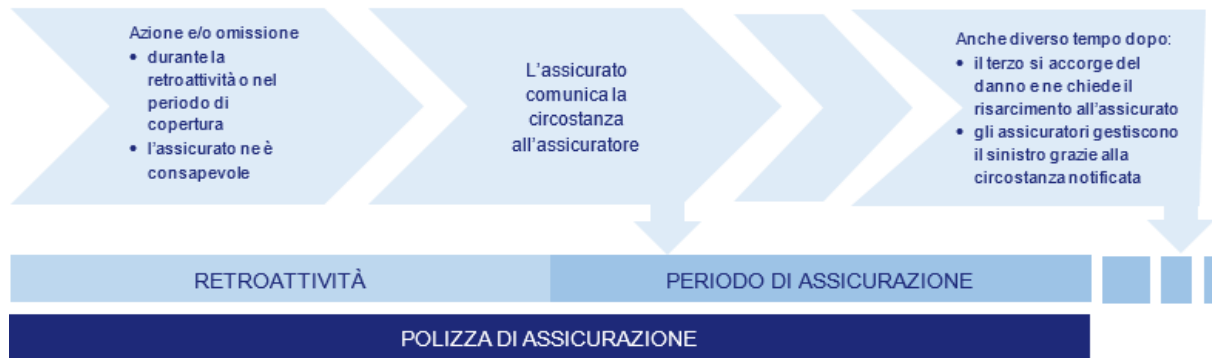 Azione e/o omissione
• durante la
retroattività o nel
periodo di
copertura
• l'assicurato ne è
consapevole
L'assicurato
comunica la
circostanza
all'assicuratore
Anche diverso tempo dopo:
• il terzo si accorge del
danno e ne chiede il
risarcimento all'assicurato
• gli assicuratori gestiscono
il sinistro grazie alla
circostanza notificata
RETROATTIVITÀ
PERIODO DI ASSICURAZIONE
POLIZZA DI ASSICURAZIONE